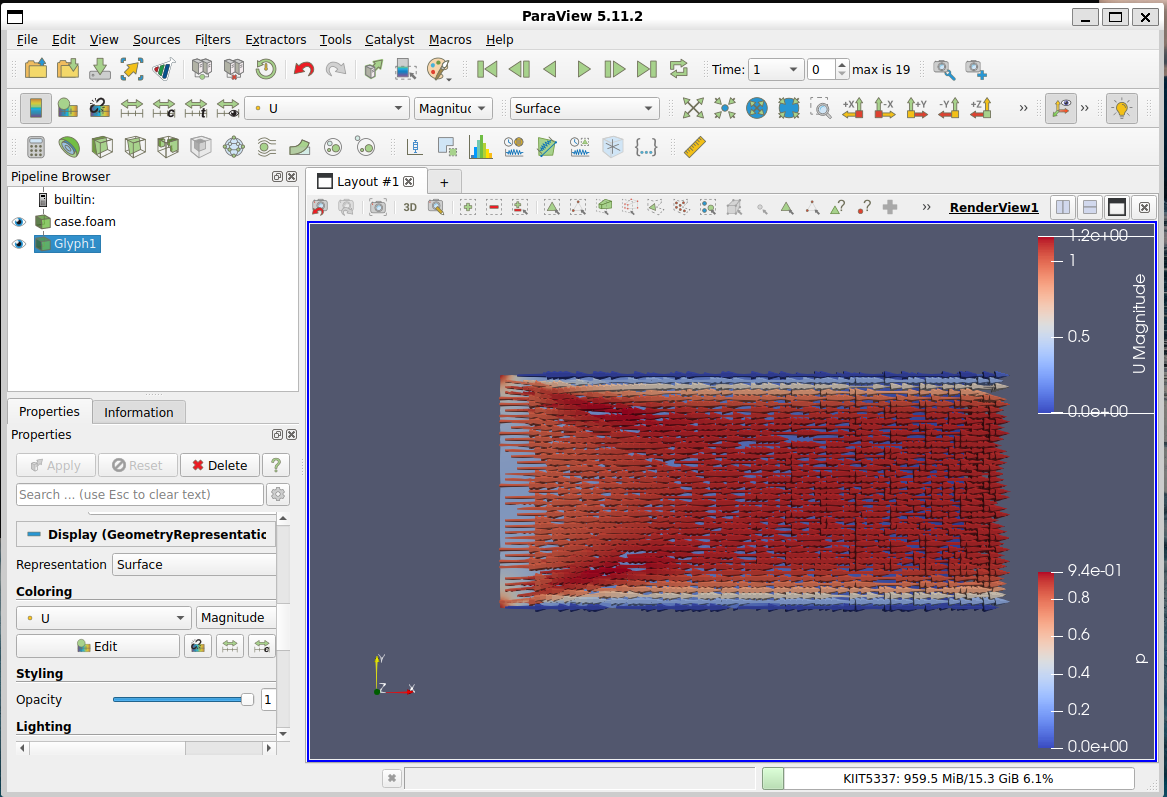 ParaView 5.11.2
File Edit View Sources Filters Extractors Tools Catalyst Macros Help
Time: 1 0 max is 19
U Magnitud Surface +X -X +Y -Y +Z
Pipeline Browser
builtin:
case.foam
Glyph1
Layout #1 +
3D RenderView1
Properties Information
Properties
Apply Reset Delete ?
Search ... (use Esc to clear text)
Display (GeometryRepresentatic
Representation Surface
Coloring
U Magnitude
Edit
Styling
Opacity 1
Lighting
1.2e+00
1
0.5
0.0e+00
U Magnitude
9.4e-01
0.8
0.6
0.4
0.2
0.0e+00
p
Y
Z X
KIIT5337: 959.5 MiB/15.3 GiB 6.1%